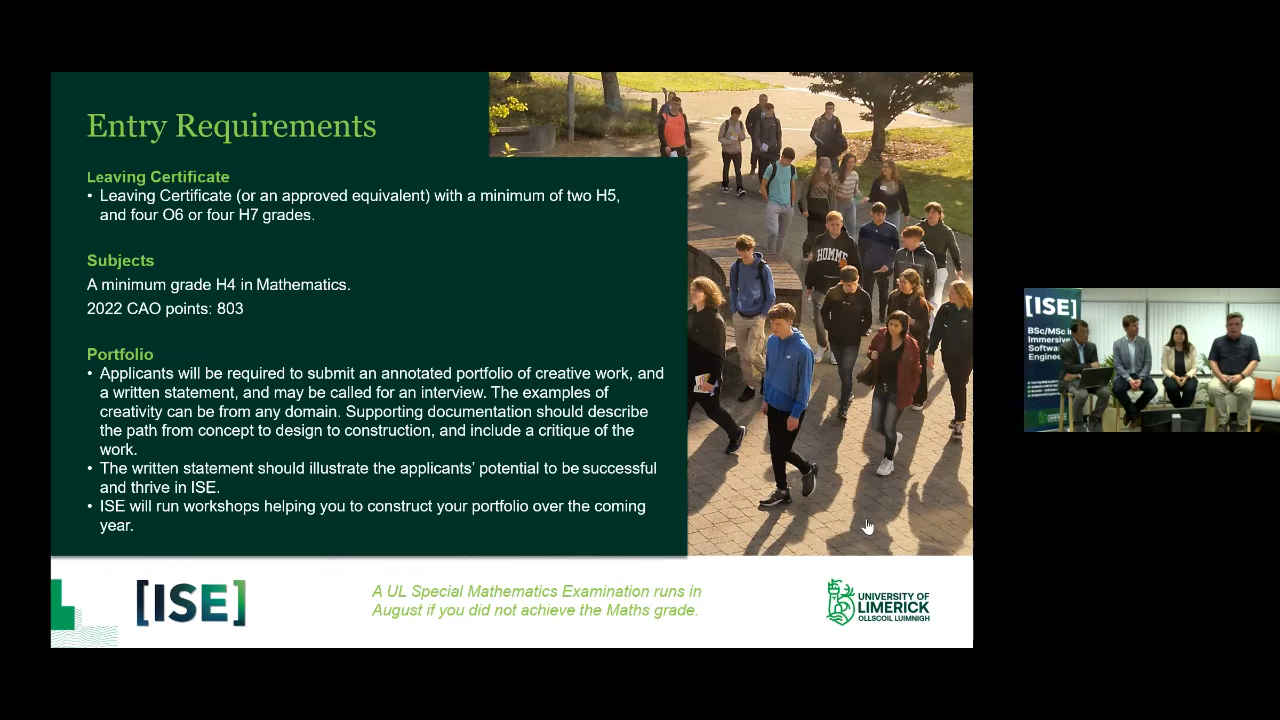 Entry Requirements
Leaving Certificate
• Leaving Certificate (or an approved equivalent) with a minimum of two H5,
and four O6 or four H7 grades.
Subjects
A minimum grade H4 in Mathematics.
2022 CAO points: 803
Portfolio
• Applicants will be required to submit an annotated portfolio of creative work, and
a written statement, and may be called for an interview. The examples of
creativity can be from any domain. Supporting documentation should describe
the path from concept to design to construction, and include a critique of the
work.
• The written statement should illustrate the applicants' potential to be successful
and thrive in ISE.
• ISE will run workshops helping you to construct your portfolio over the coming
year.
[ISE]
A UL Special Mathematics Examination runs in
August if you did not achieve the Maths grade.
UNIVERSITY OF
LIMERICK
OLLSCOIL LUIMNIGH
HOMME
[ISE]
BSc/MSc in
Immersive
Softwar
Engine
LIMERICK